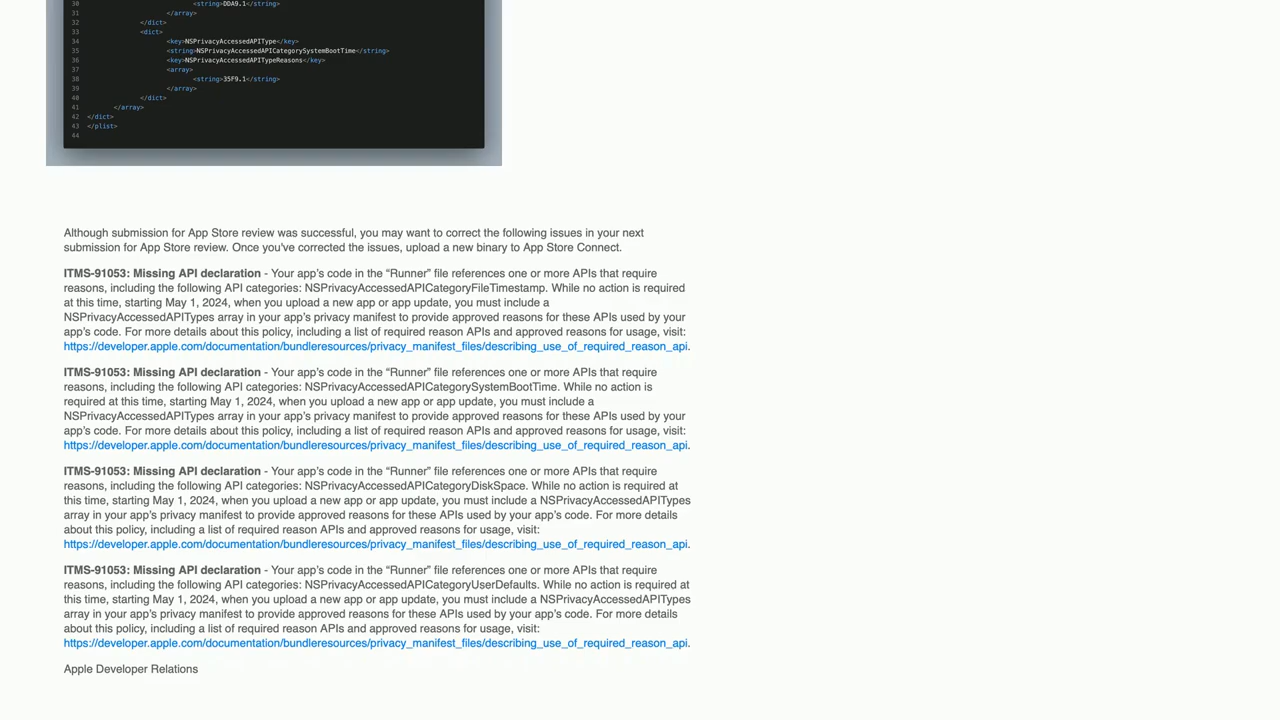 30 <string>DDA9.1</string>
31 </array>
32 </dict>
33 <dict>
34 <key>NSPrivacyAccessedAPIType</key>
35 <string>NSPrivacyAccessedAPICategorySystemBootTime</string>
36 <key>NSPrivacyAccessedAPITypeReasons</key>
37 <array>
38 <string>35F9.1</string>
39 </array>
40 </dict>
41 </array>
42 </dict>
43 </plist>
44
Although submission for App Store review was successful, you may want to correct the following issues in your next
submission for App Store review. Once you've corrected the issues, upload a new binary to App Store Connect.
ITMS-91053: Missing API declaration - Your app’s code in the “Runner” file references one or more APIs that require
reasons, including the following API categories: NSPrivacyAccessedAPICategoryFileTimestamp. While no action is required
at this time, starting May 1, 2024, when you upload a new app or app update, you must include a
NSPrivacyAccessedAPITypes array in your app’s privacy manifest to provide approved reasons for these APIs used by your
app’s code. For more details about this policy, including a list of required reason APIs and approved reasons for usage, visit:
https://developer.apple.com/documentation/bundleresources/privacy_manifest_files/describing_use_of_required_reason_api.
ITMS-91053: Missing API declaration - Your app’s code in the “Runner” file references one or more APIs that require
reasons, including the following API categories: NSPrivacyAccessedAPICategorySystemBootTime. While no action is
required at this time, starting May 1, 2024, when you upload a new app or app update, you must include a
NSPrivacyAccessedAPITypes array in your app’s privacy manifest to provide approved reasons for these APIs used by your
app’s code. For more details about this policy, including a list of required reason APIs and approved reasons for usage, visit:
https://developer.apple.com/documentation/bundleresources/privacy_manifest_files/describing_use_of_required_reason_api.
ITMS-91053: Missing API declaration - Your app’s code in the “Runner” file references one or more APIs that require
reasons, including the following API categories: NSPrivacyAccessedAPICategoryDiskSpace. While no action is required at
this time, starting May 1, 2024, when you upload a new app or app update, you must include a NSPrivacyAccessedAPITypes
array in your app’s privacy manifest to provide approved reasons for these APIs used by your app’s code. For more details
about this policy, including a list of required reason APIs and approved reasons for usage, visit:
https://developer.apple.com/documentation/bundleresources/privacy_manifest_files/describing_use_of_required_reason_api.
ITMS-91053: Missing API declaration - Your app’s code in the “Runner” file references one or more APIs that require
reasons, including the following API categories: NSPrivacyAccessedAPICategoryUserDefaults. While no action is required at
this time, starting May 1, 2024, when you upload a new app or app update, you must include a NSPrivacyAccessedAPITypes
array in your app’s privacy manifest to provide approved reasons for these APIs used by your app’s code. For more details
about this policy, including a list of required reason APIs and approved reasons for usage, visit:
https://developer.apple.com/documentation/bundleresources/privacy_manifest_files/describing_use_of_required_reason_api.
Apple Developer Relations